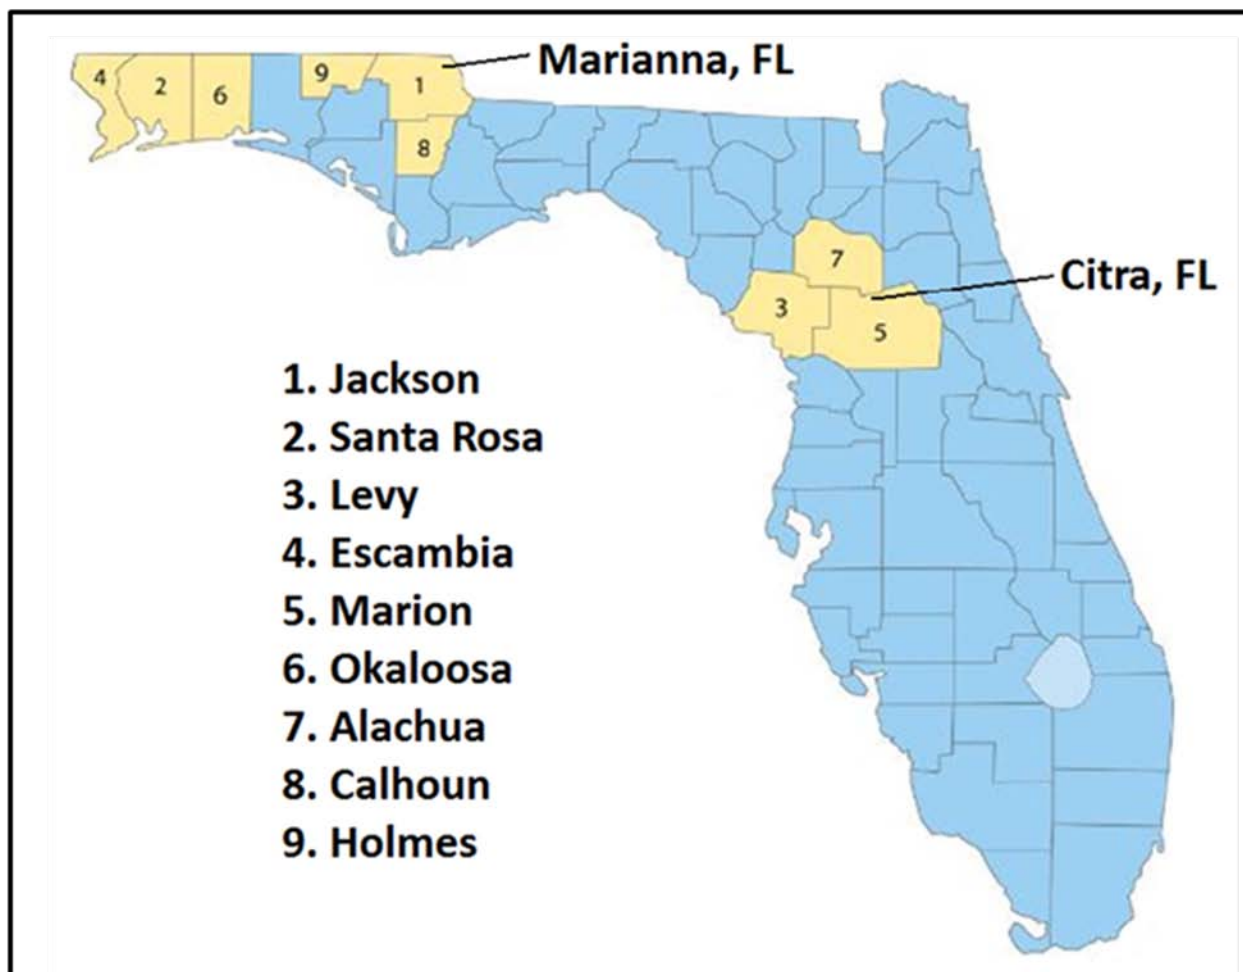 Marianna, FL
4
2
6
9
1
8
7
Citra, FL
3
5
1. Jackson
2. Santa Rosa
3. Levy
4. Escambia
5. Marion
6. Okaloosa
7. Alachua
8. Calhoun
9. Holmes